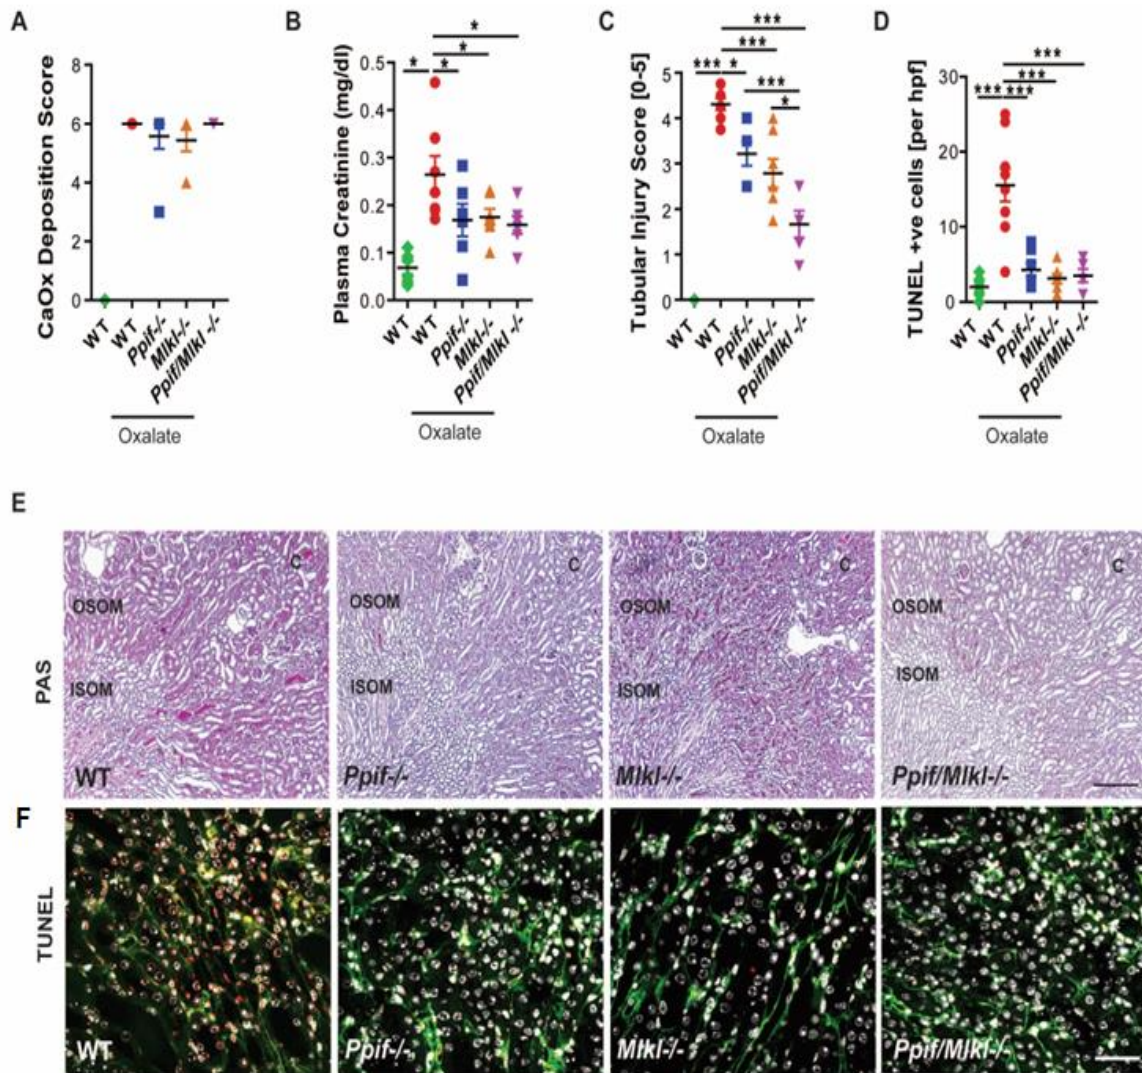 A
CaOx Deposition Score
8
6
4
2
0
WT
WT
Ppif-/-
Mlkl-/-
Ppif/Mlkl -/-
Oxalate
B
Plasma Creatinine (mg/dl)
*
*
* *
0.5
0.4
0.3
0.2
0.1
0.0
WT
WT
Ppif-/-
Mlkl-/-
Ppif/Mlkl -/-
Oxalate
C
Tubular Injury Score [0-5]
***
***
*** *
***
*
5
4
3
2
1
0
WT
WT
Ppif-/-
Mlkl-/-
Ppif/Mlkl -/-
Oxalate
D
TUNEL +ve cells [per hpf]
***
***
*** ***
30
20
10
0
WT
WT
Ppif-/-
Mlkl-/-
Ppif/Mlkl -/-
Oxalate
E
PAS
C
OSOM
ISOM
WT
C
OSOM
ISOM
Ppif-/-
OSOM
ISOM
Mlkl-/-
C
OSOM
ISOM
Ppif/Mlkl-/-
F
TUNEL
WT
Ppif-/-
Mlkl-/-
Ppif/Mlkl-/-